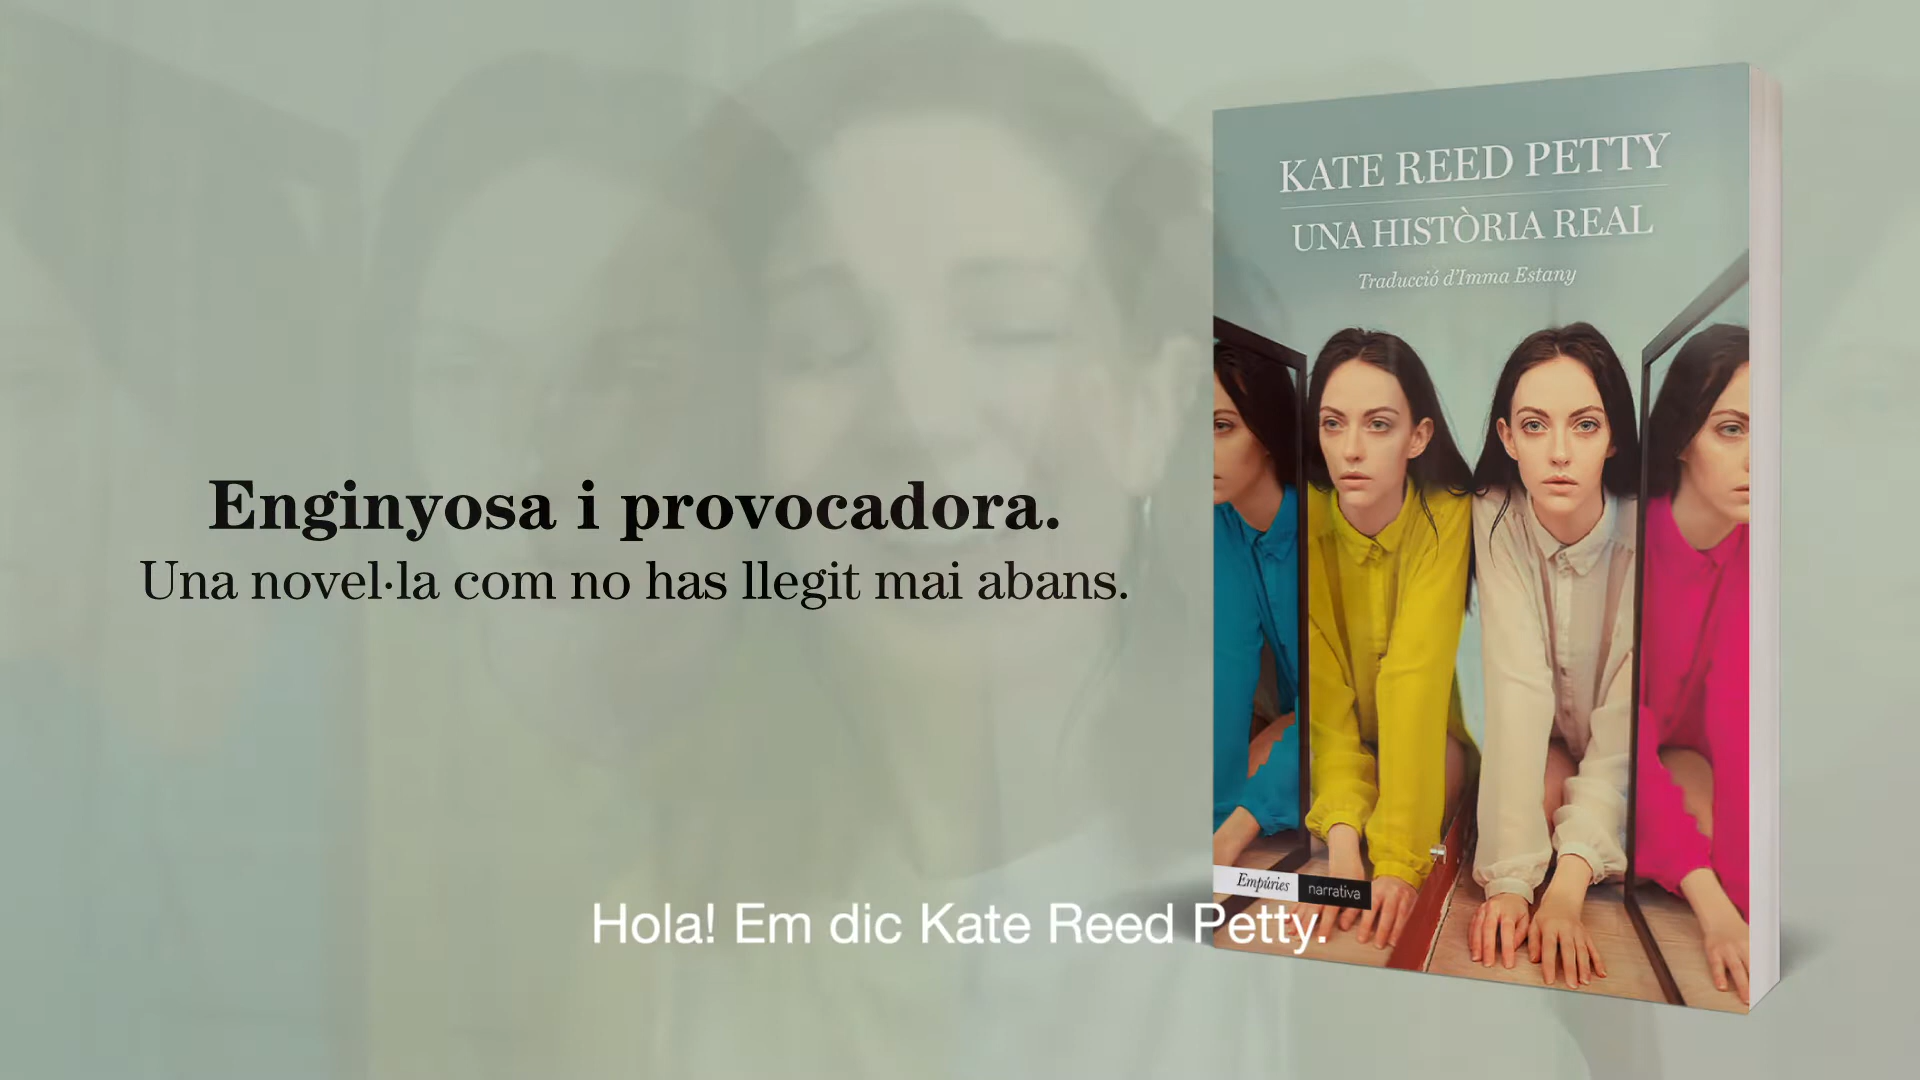 KATE REED PETTY
UNA HISTÒRIA REAL
Traducció d'Imma Estany
Enginyosa i provocadora.
Una novel·la com no has llegit mai abans.
Empúries narrativa
Hola! Em dic Kate Reed Petty.